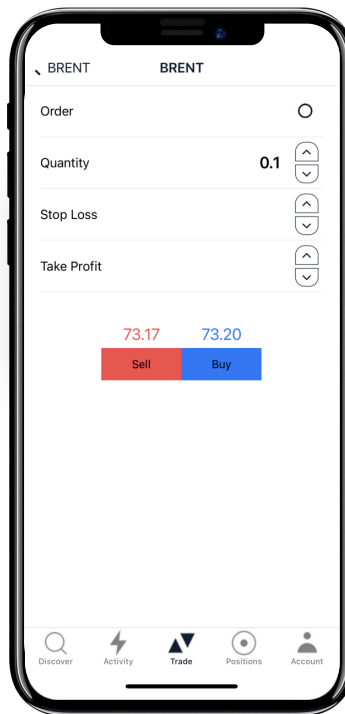 BRENT BRENT
Order
Quantity 0.1
Stop Loss
Take Profit
73.17 73.20
Sell Buy
Discover Activity Trade Positions Account